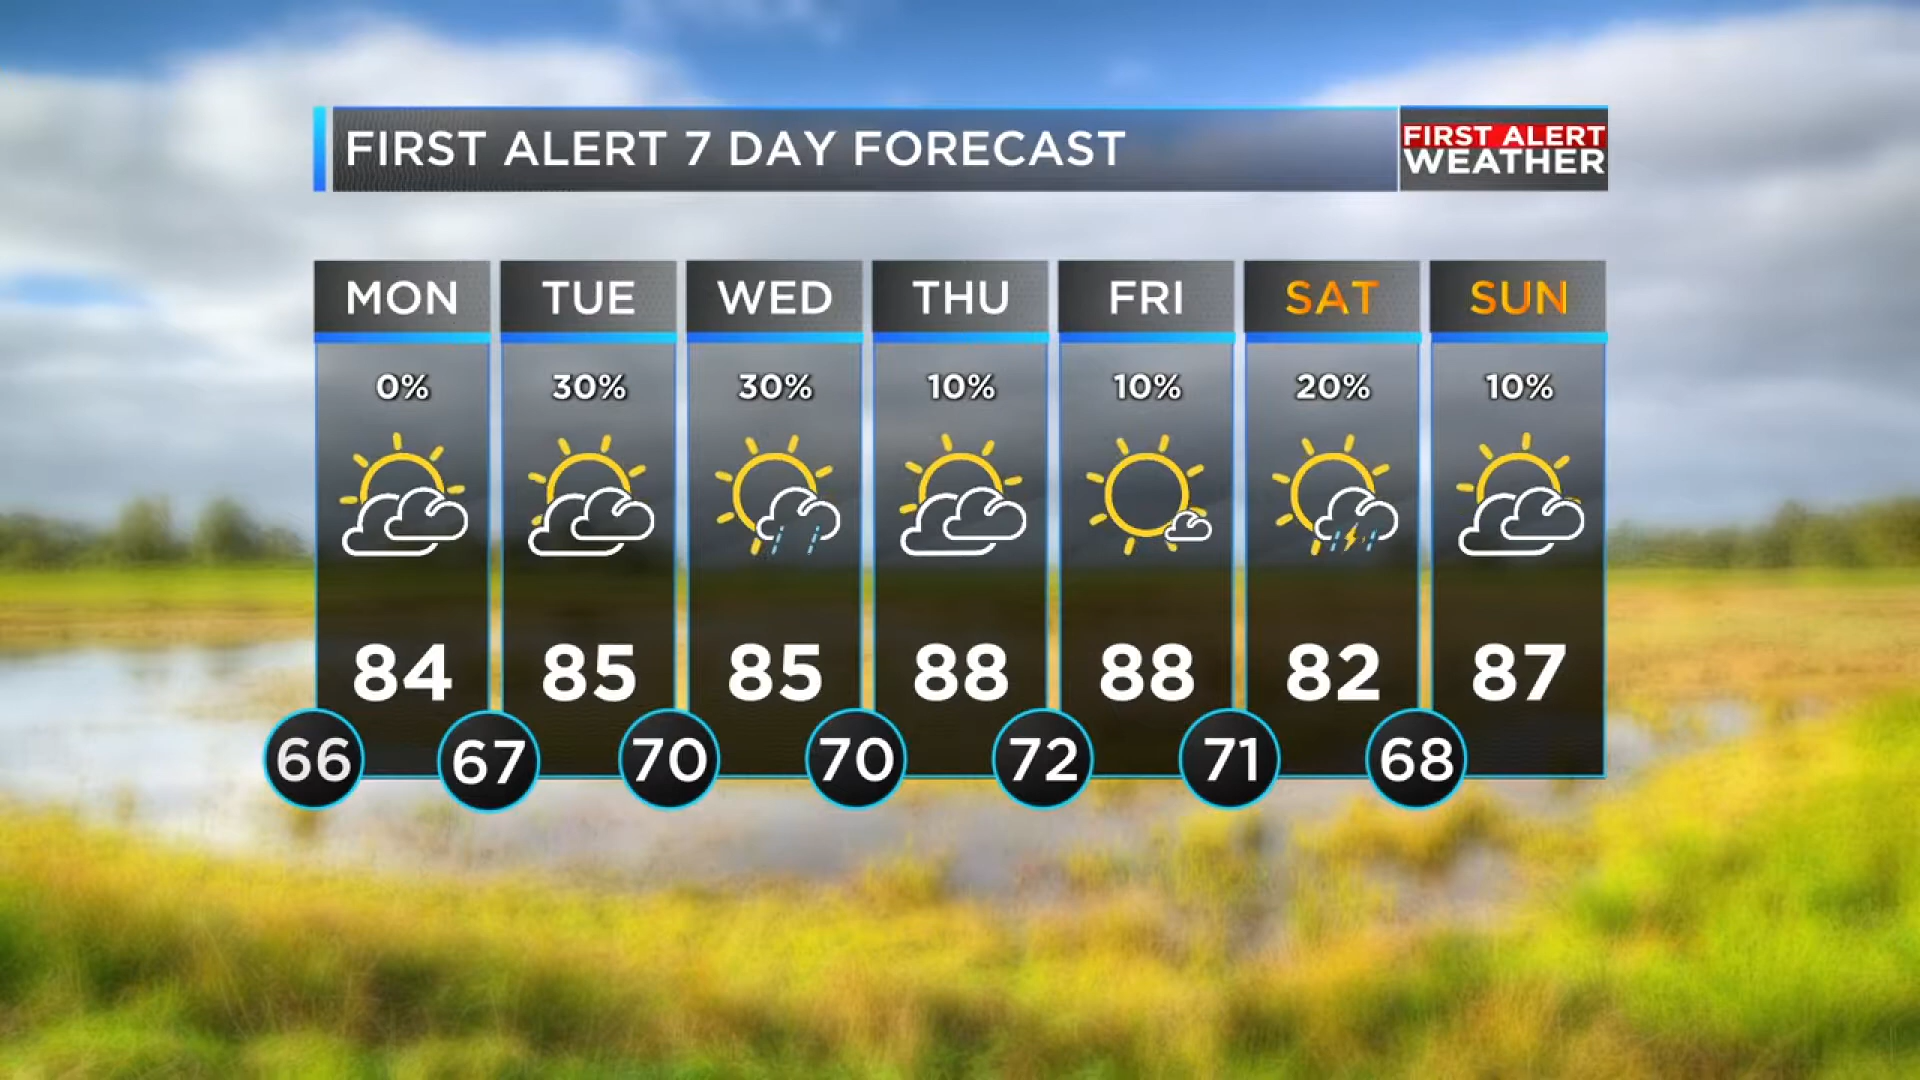 FIRST ALERT 7 DAY FORECAST
FIRST ALERT
WEATHER
MON TUE WED THU FRI SAT SUN
0% 30% 30% 10% 10% 20% 10%
84 85 85 88 88 82 87
66 67 70 70 72 71 68